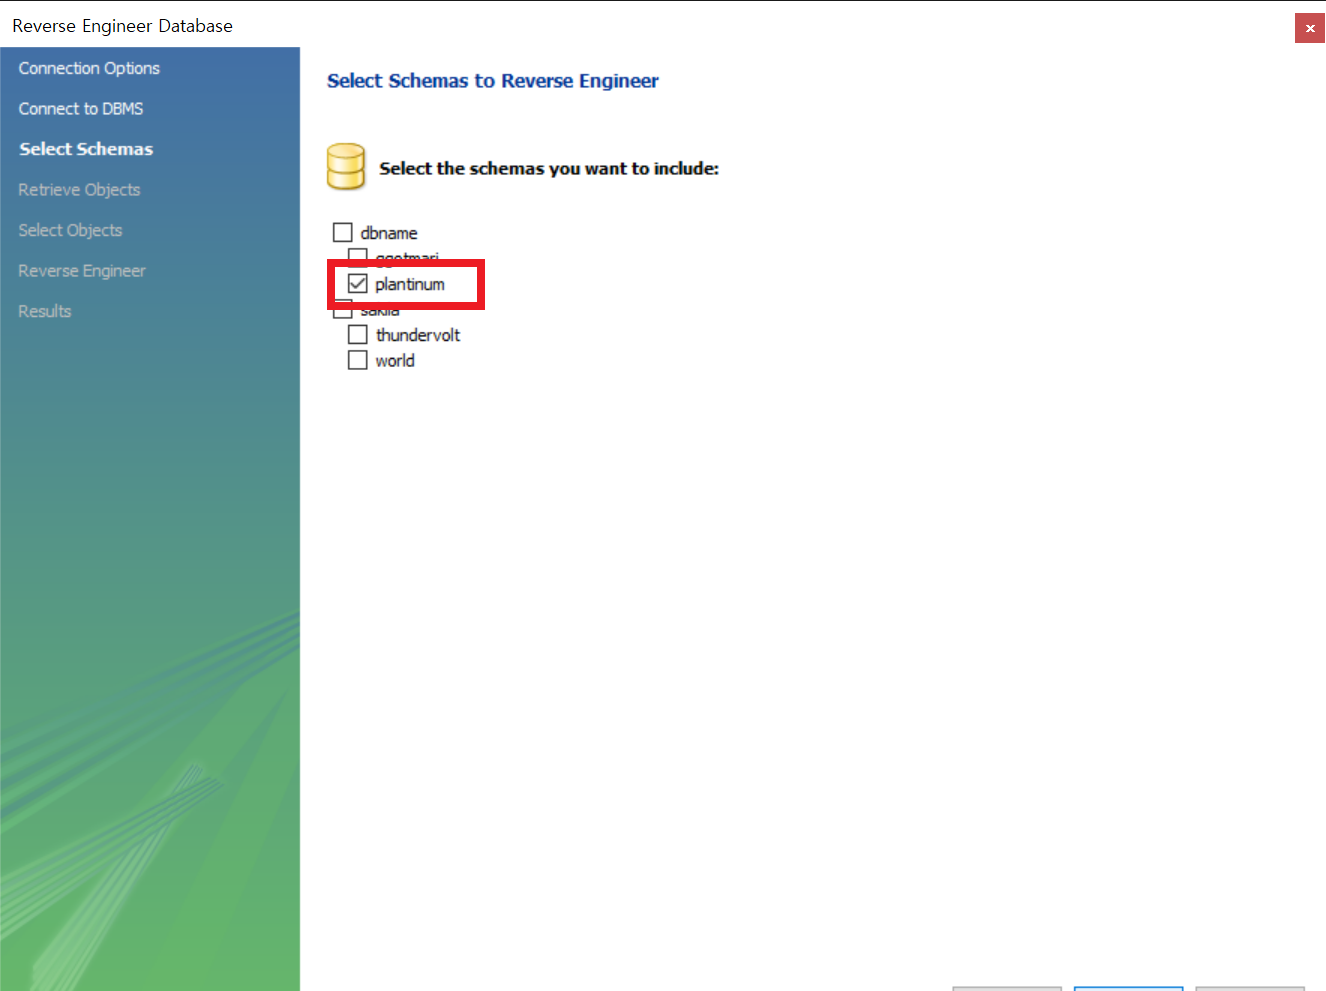 Reverse Engineer Database
Connection Options
Connect to DBMS
Select Schemas
Retrieve Objects
Select Objects
Reverse Engineer
Results
Select Schemas to Reverse Engineer
Select the schemas you want to include:
dbname
plantinum
sakila
thundervolt
world